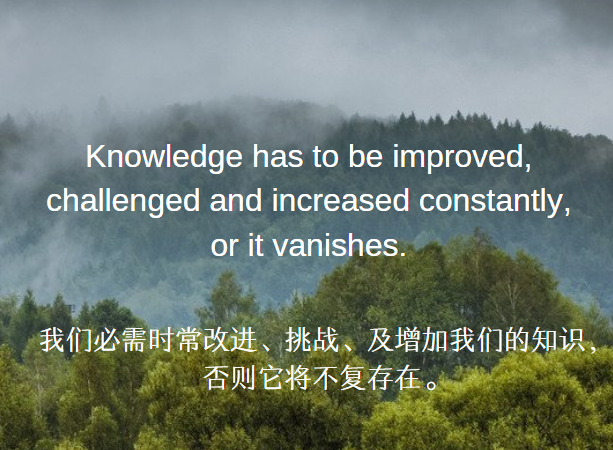 Knowledge has to be improved,
challenged and increased constantly,
or it vanishes.
我们必需时常改进、挑战、及增加我们的知识，
否则它将不复存在。